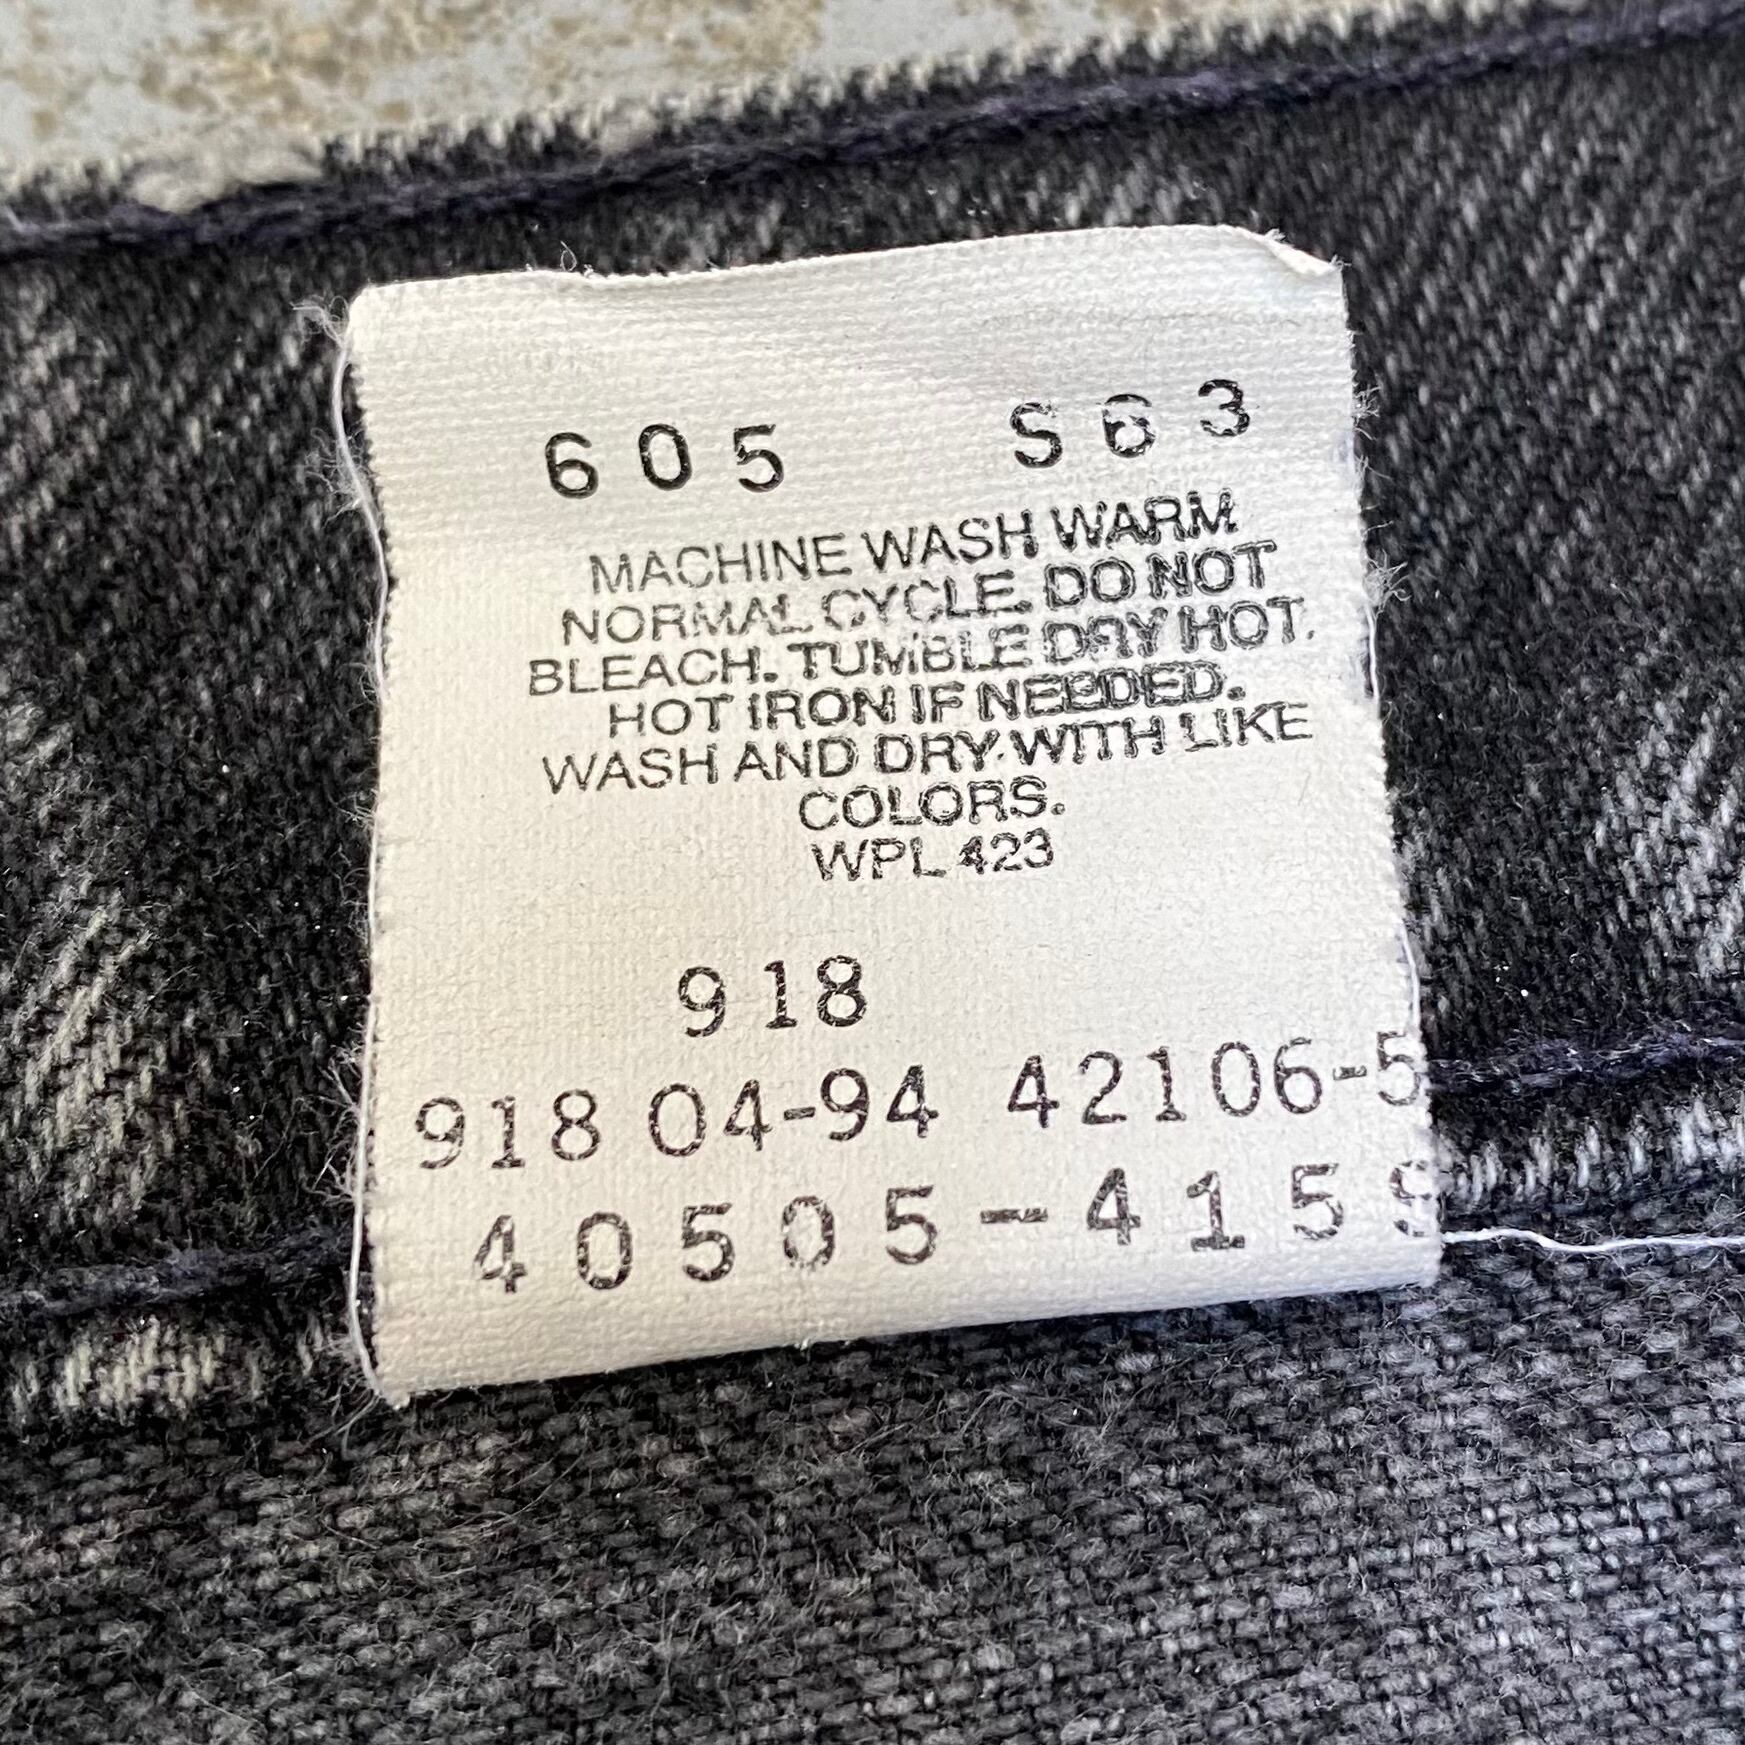 605 S63
MACHINE WASH WARM
NORMAL CYCLE. DO NOT
BLEACH. TUMBLE DRY HOT.
HOT IRON IF NEEDED.
WASH AND DRY WITH LIKE
COLORS.
WPL 423
918
918 04-94 42106-5
40505-4159